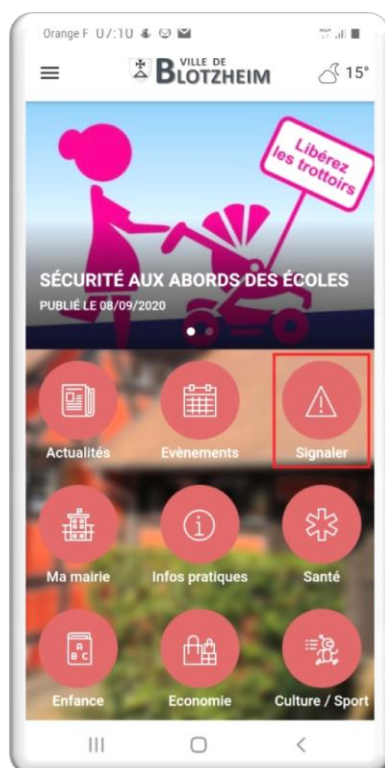 Orange F 07:10
VILLE DE
BLOTZHEIM
15°
Libérez
les trottoirs
SÉCURITÉ AUX ABORDS DES ÉCOLES
PUBLIÉ LE 08/09/2020
Actualités
Evènements
Signaler
Ma mairie
Infos pratiques
Santé
A
B C
Enfance
Economie
Culture / Sport